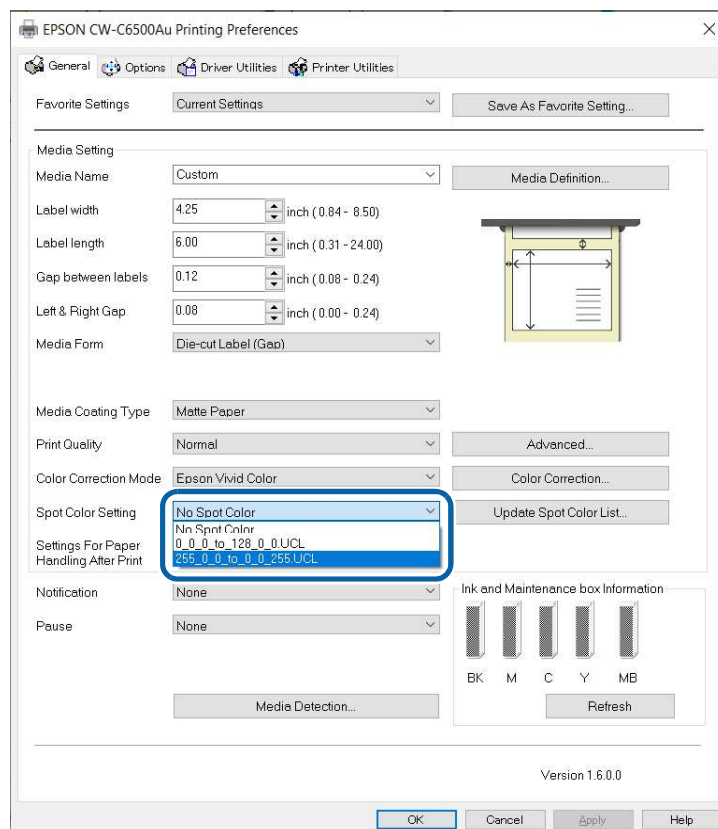 EPSON CW-C6500Au Printing Preferences
General Options Driver Utilities Printer Utilities
Favorite Settings Current Settings Save As Favorite Setting...
Media Setting
Media Name Custom Media Definition...
Label width 4.25 inch ( 0.84 - 8.50)
Label length 6.00 inch ( 0.31 - 24.00)
Gap between labels 0.12 inch ( 0.08 - 0.24)
Left & Right Gap 0.08 inch ( 0.00 - 0.24)
Media Form Die-cut Label (Gap)
Media Coating Type Matte Paper
Print Quality Normal Advanced...
Color Correction Mode Epson Vivid Color Color Correction...
Spot Color Setting No Spot Color Update Spot Color List...
No Spot Color
0_0_0_to_128_0_0.UCL
255_0_0_to_0_0_255.UCL
Settings For Paper
Handling After Print
Notification None
Pause None
Ink and Maintenance box Information
BK M C Y MB
Media Detection... Refresh
Version 1.6.0.0
OK Cancel Apply Help